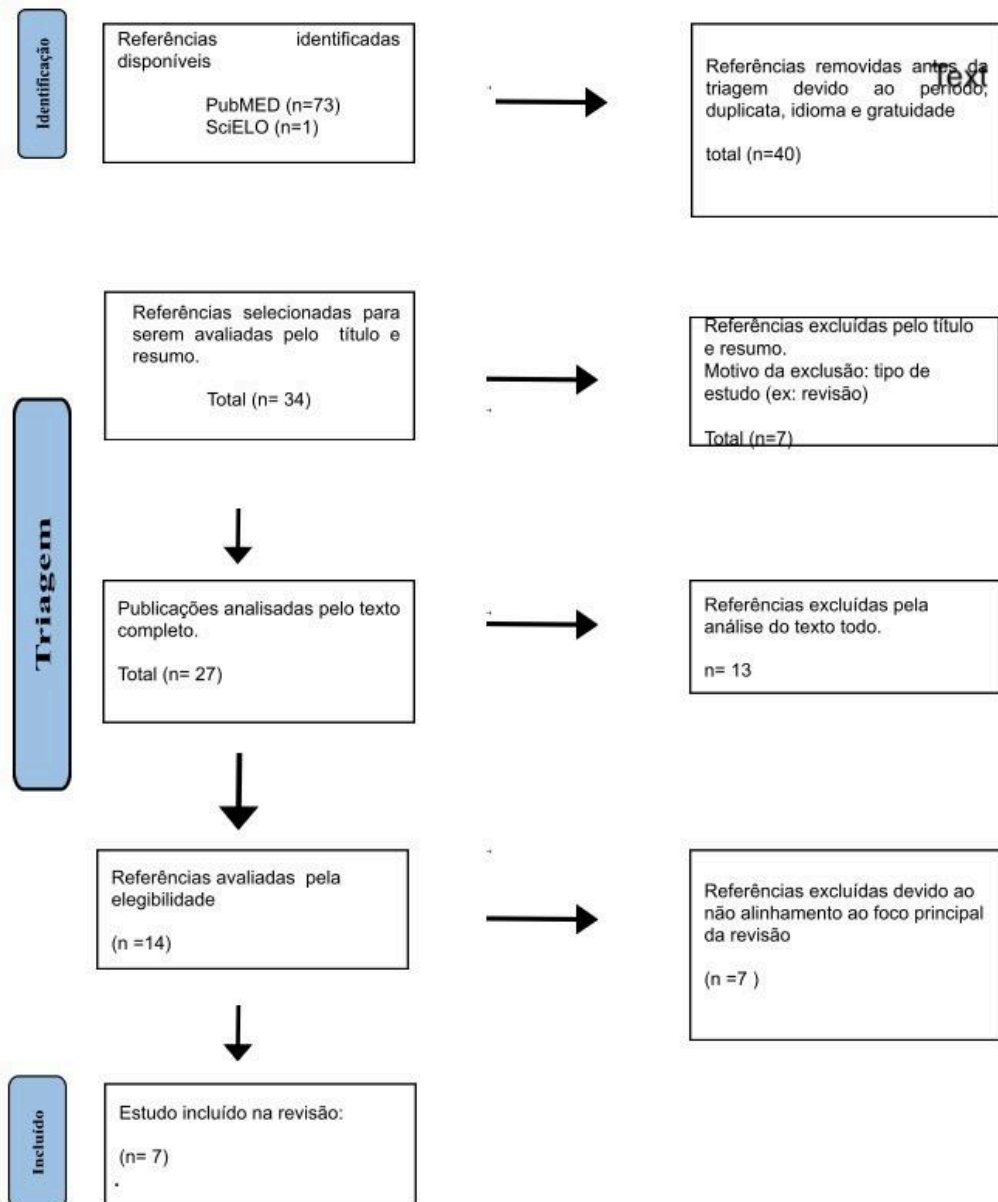 Identificação
Referências identificadas
disponíveis
PubMED (n=73)
SciELO (n=1)
Text
Referências removidas antes da
triagem devido ao período,
duplicata, idioma e gratuidade
total (n=40)
Triagem
Referências selecionadas para
serem avaliadas pelo título e
resumo.
Total (n= 34)
Referências excluídas pelo título
e resumo.
Motivo da exclusão: tipo de
estudo (ex: revisão)
Total (n=7)
Publicações analisadas pelo texto
completo.
Total (n= 27)
Referências excluídas pela
análise do texto todo.
n= 13
Referências avaliadas pela
elegibilidade
(n =14)
Referências excluídas devido ao
não alinhamento ao foco principal
da revisão
(n =7 )
Incluído
Estudo incluído na revisão:
(n= 7)
.